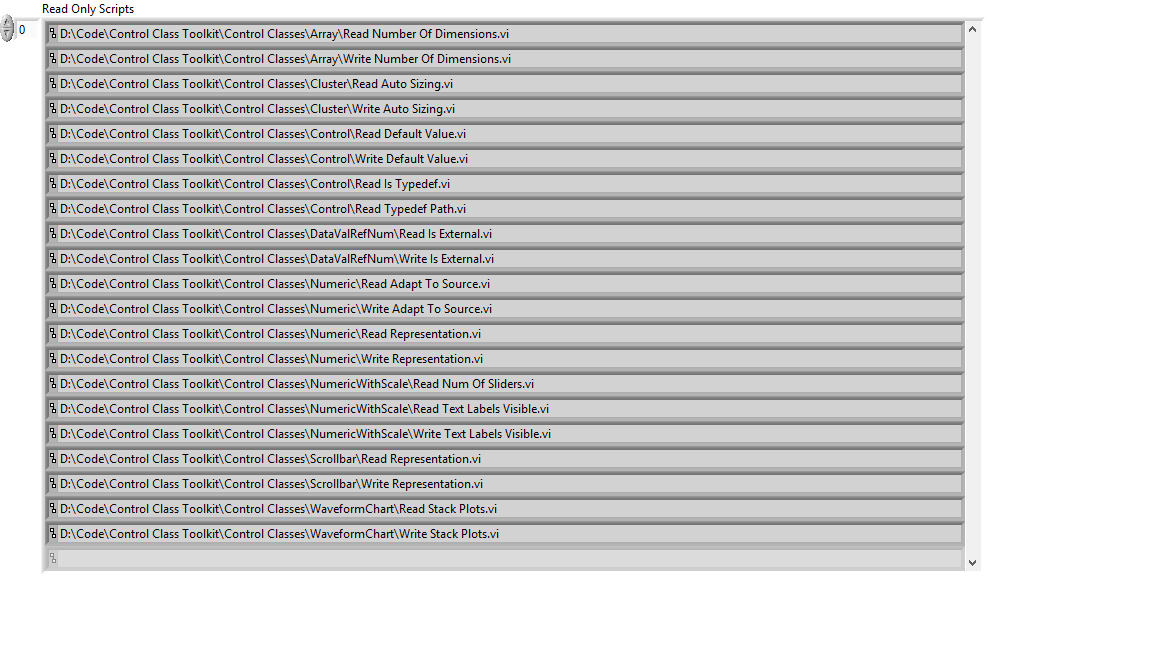 Read Only Scripts
0
D:\Code\Control Class Toolkit\Control Classes\Array\Read Number Of Dimensions.vi
D:\Code\Control Class Toolkit\Control Classes\Array\Write Number Of Dimensions.vi
D:\Code\Control Class Toolkit\Control Classes\Cluster\Read Auto Sizing.vi
D:\Code\Control Class Toolkit\Control Classes\Cluster\Write Auto Sizing.vi
D:\Code\Control Class Toolkit\Control Classes\Control\Read Default Value.vi
D:\Code\Control Class Toolkit\Control Classes\Control\Write Default Value.vi
D:\Code\Control Class Toolkit\Control Classes\Control\Read Is Typedef.vi
D:\Code\Control Class Toolkit\Control Classes\Control\Read Typedef Path.vi
D:\Code\Control Class Toolkit\Control Classes\DataValRefNum\Read Is External.vi
D:\Code\Control Class Toolkit\Control Classes\DataValRefNum\Write Is External.vi
D:\Code\Control Class Toolkit\Control Classes\Numeric\Read Adapt To Source.vi
D:\Code\Control Class Toolkit\Control Classes\Numeric\Write Adapt To Source.vi
D:\Code\Control Class Toolkit\Control Classes\Numeric\Read Representation.vi
D:\Code\Control Class Toolkit\Control Classes\Numeric\Write Representation.vi
D:\Code\Control Class Toolkit\Control Classes\NumericWithScale\Read Num Of Sliders.vi
D:\Code\Control Class Toolkit\Control Classes\NumericWithScale\Read Text Labels Visible.vi
D:\Code\Control Class Toolkit\Control Classes\NumericWithScale\Write Text Labels Visible.vi
D:\Code\Control Class Toolkit\Control Classes\Scrollbar\Read Representation.vi
D:\Code\Control Class Toolkit\Control Classes\Scrollbar\Write Representation.vi
D:\Code\Control Class Toolkit\Control Classes\WaveformChart\Read Stack Plots.vi
D:\Code\Control Class Toolkit\Control Classes\WaveformChart\Write Stack Plots.vi